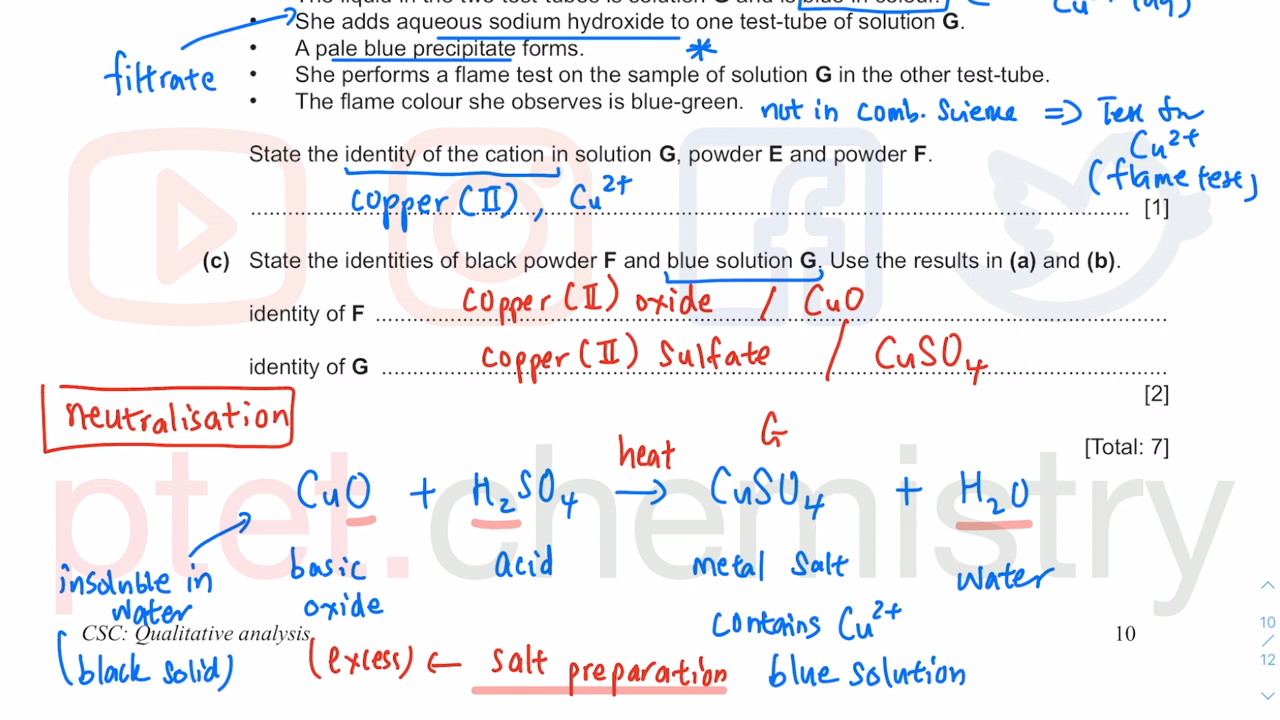 Cu (aq)
• She adds aqueous sodium hydroxide to one test-tube of solution G.
• A pale blue precipitate forms. *
filtrate
• She performs a flame test on the sample of solution G in the other test-tube.
• The flame colour she observes is blue-green. not in comb. Science => Test for
Cu2+
(flame test)
State the identity of the cation in solution G, powder E and powder F.
copper (II), Cu2+
[1]
(c) State the identities of black powder F and blue solution G. Use the results in (a) and (b).
identity of F copper (II) oxide / CuO
identity of G copper (II) sulfate / CuSO4
[2]
neutralisation
[Total: 7]
heat G
CuO + H2SO4 → CuSO4 + H2O
ptet.chemistry
insoluble in water
basic oxide
acid
metal salt
water
contains Cu2+
CSC: Qualitative analysis
10
(black solid) (excess) ← salt preparation blue solution
10
/
12